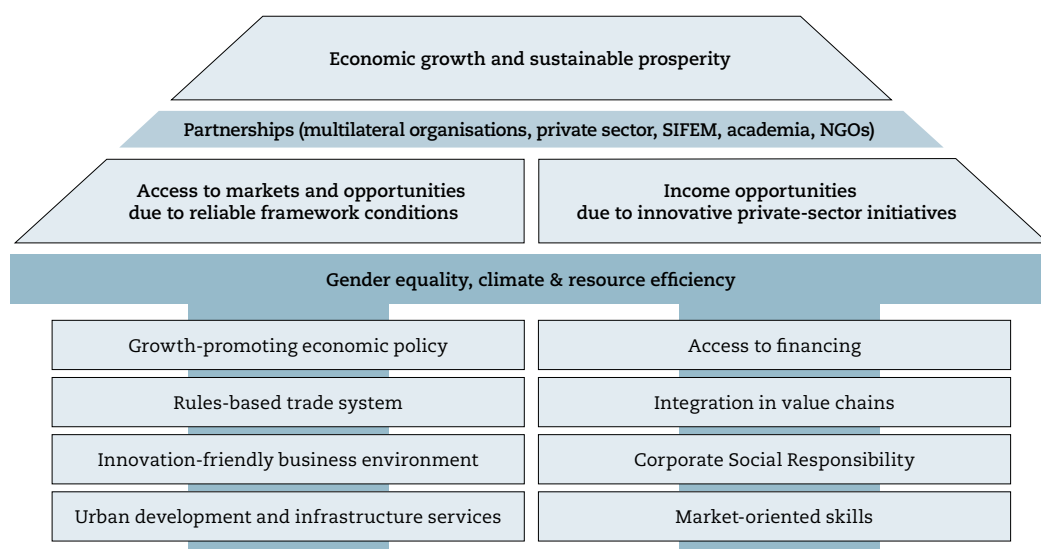 Economic growth and sustainable prosperity
Partnerships (multilateral organisations, private sector, SIFEM, academia, NGOs)
Access to markets and opportunities
due to reliable framework conditions
Income opportunities
due to innovative private-sector initiatives
Gender equality, climate & resource efficiency
Growth-promoting economic policy
Rules-based trade system
Innovation-friendly business environment
Urban development and infrastructure services
Access to financing
Integration in value chains
Corporate Social Responsibility
Market-oriented skills